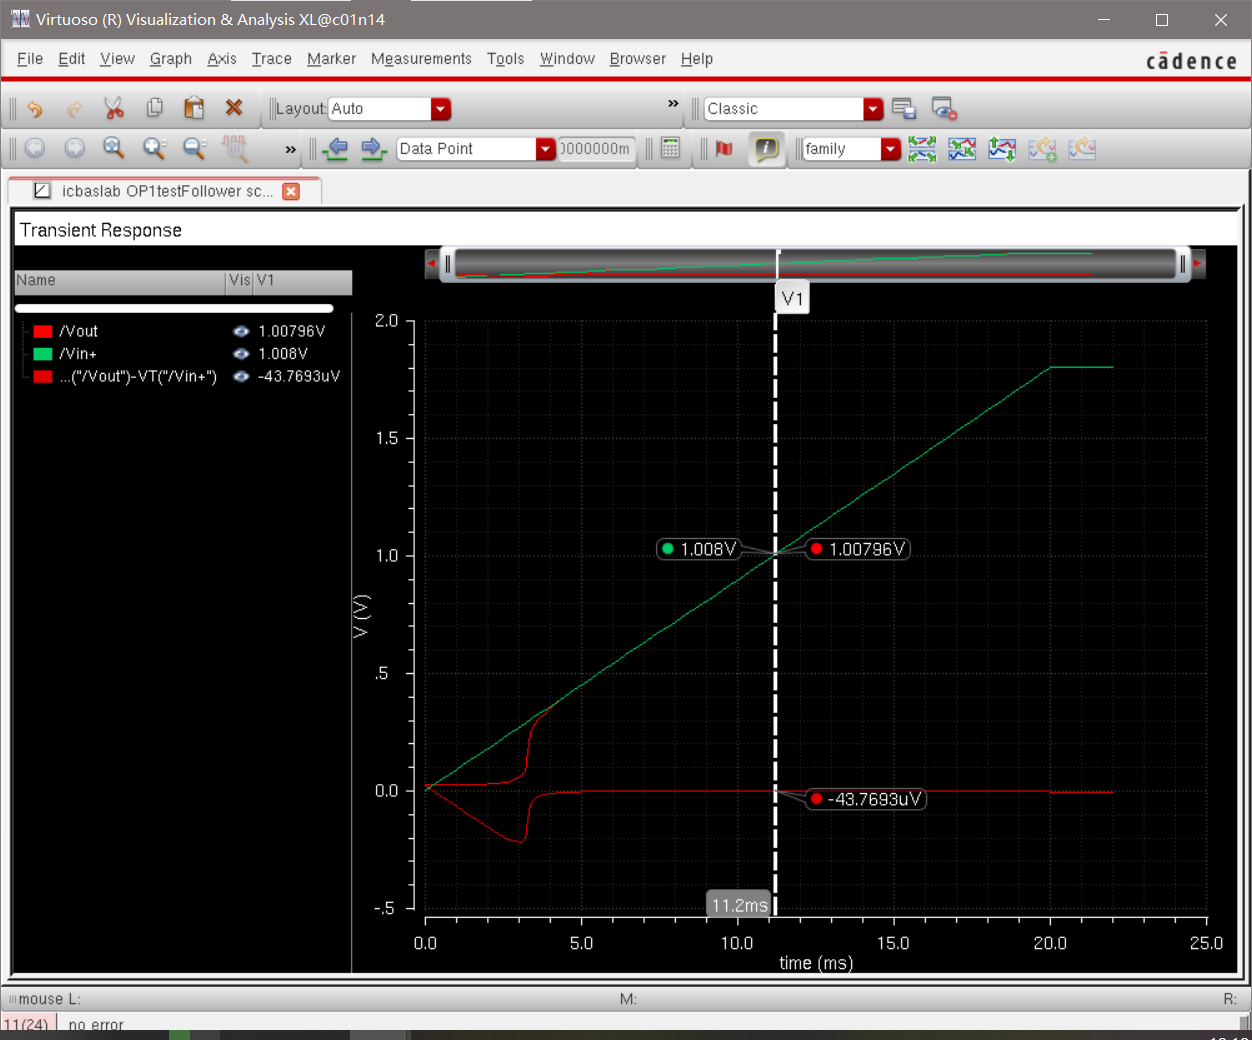 Virtuoso (R) Visualization & Analysis XL@c01n14
File Edit View Graph Axis Trace Marker Measurements Tools Window Browser Help
cādence
Layout: Auto » Classic
» Data Point 0000000m family
icbaslab OP1testFollower sc...
Transient Response
Name Vis V1
/Vout 1.00796V
/Vin+ 1.008V
...("/Vout")-VT("/Vin+") -43.7693uV
V1
2.0
1.5
1.0
.5
0.0
-.5
V (V)
1.008V 1.00796V
-43.7693uV
11.2ms
0.0 5.0 10.0 15.0 20.0 25.0
time (ms)
mouse L: M: R:
11(24) no error